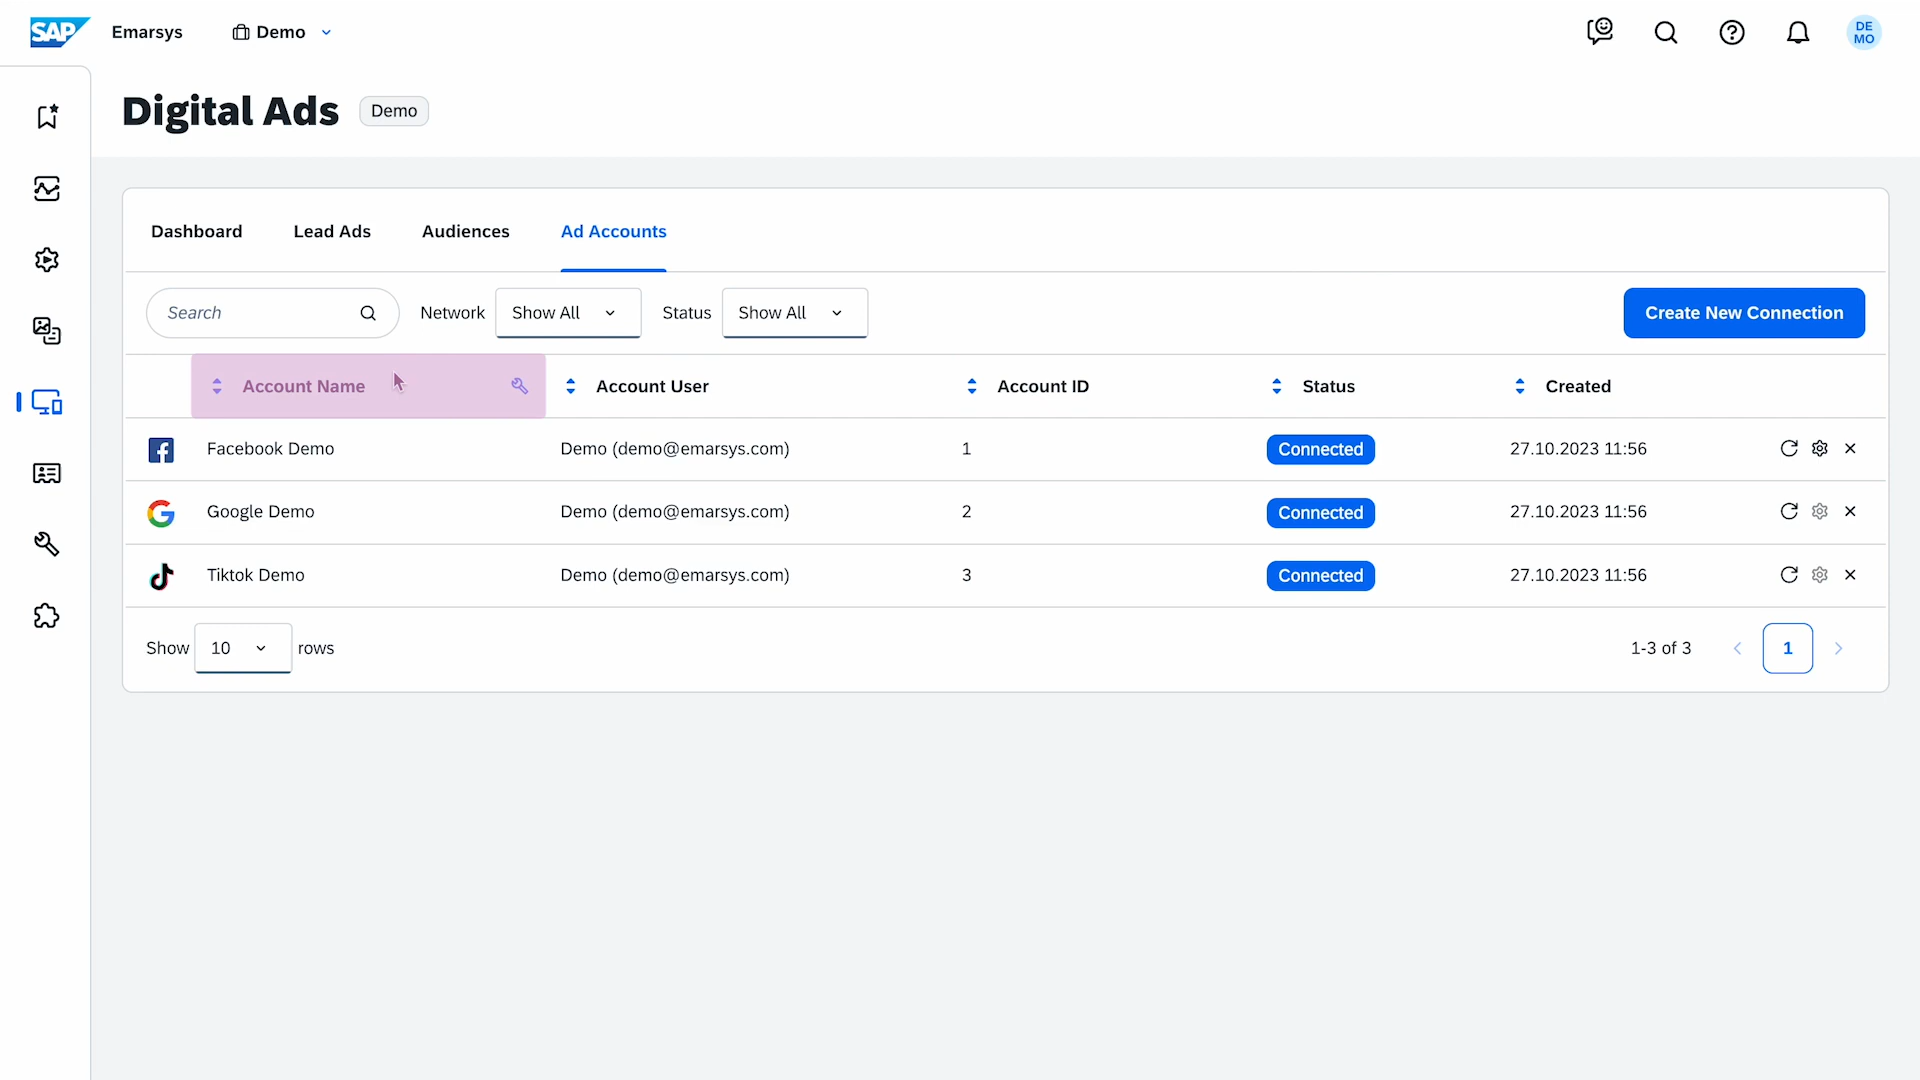 SAP Emarsys Demo DE
MO
Digital Ads Demo
Dashboard Lead Ads Audiences Ad Accounts
Search Network Show All Status Show All Create New Connection
Account Name Account User Account ID Status Created
Facebook Demo Demo (demo@emarsys.com) 1 Connected 27.10.2023 11:56
Google Demo Demo (demo@emarsys.com) 2 Connected 27.10.2023 11:56
Tiktok Demo Demo (demo@emarsys.com) 3 Connected 27.10.2023 11:56
Show 10 rows 1-3 of 3 1